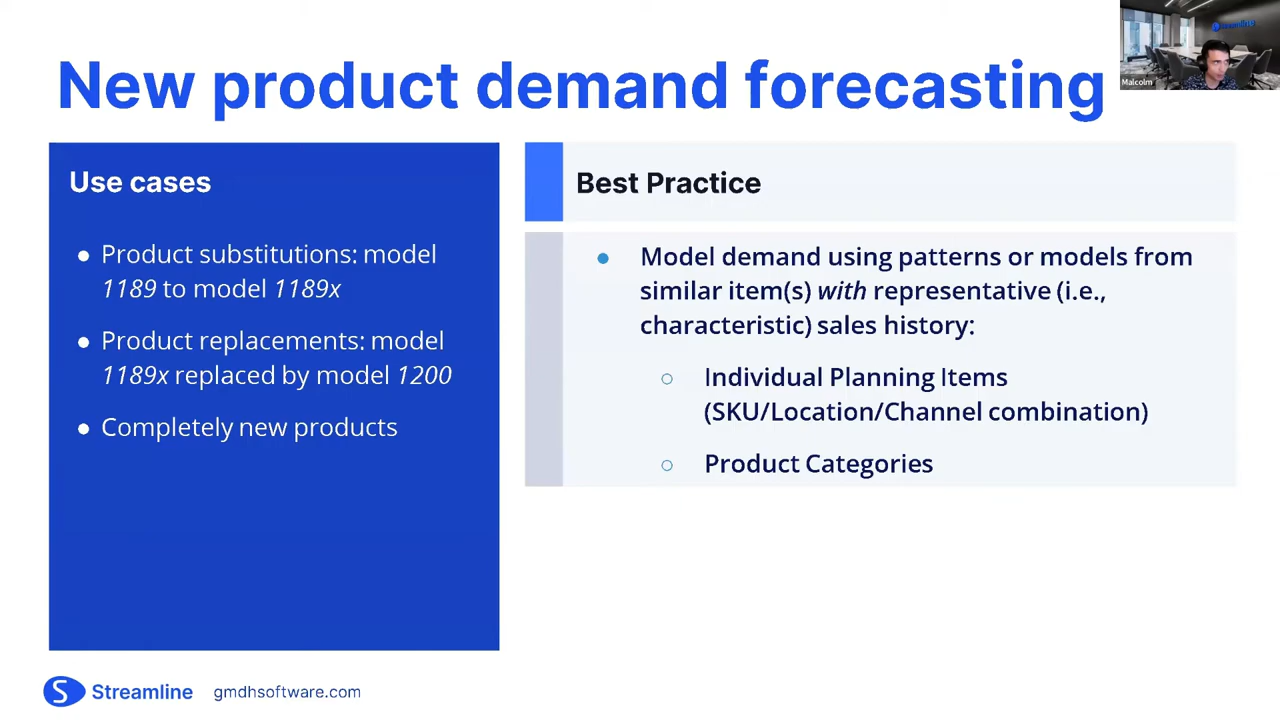 New product demand forecasting
Streamline
Malcolm
Use cases
● Product substitutions: model
1189 to model 1189x
● Product replacements: model
1189x replaced by model 1200
● Completely new products
Best Practice
● Model demand using patterns or models from
similar item(s) with representative (i.e.,
characteristic) sales history:
○ Individual Planning Items
(SKU/Location/Channel combination)
○ Product Categories
S Streamline gmdhsoftware.com